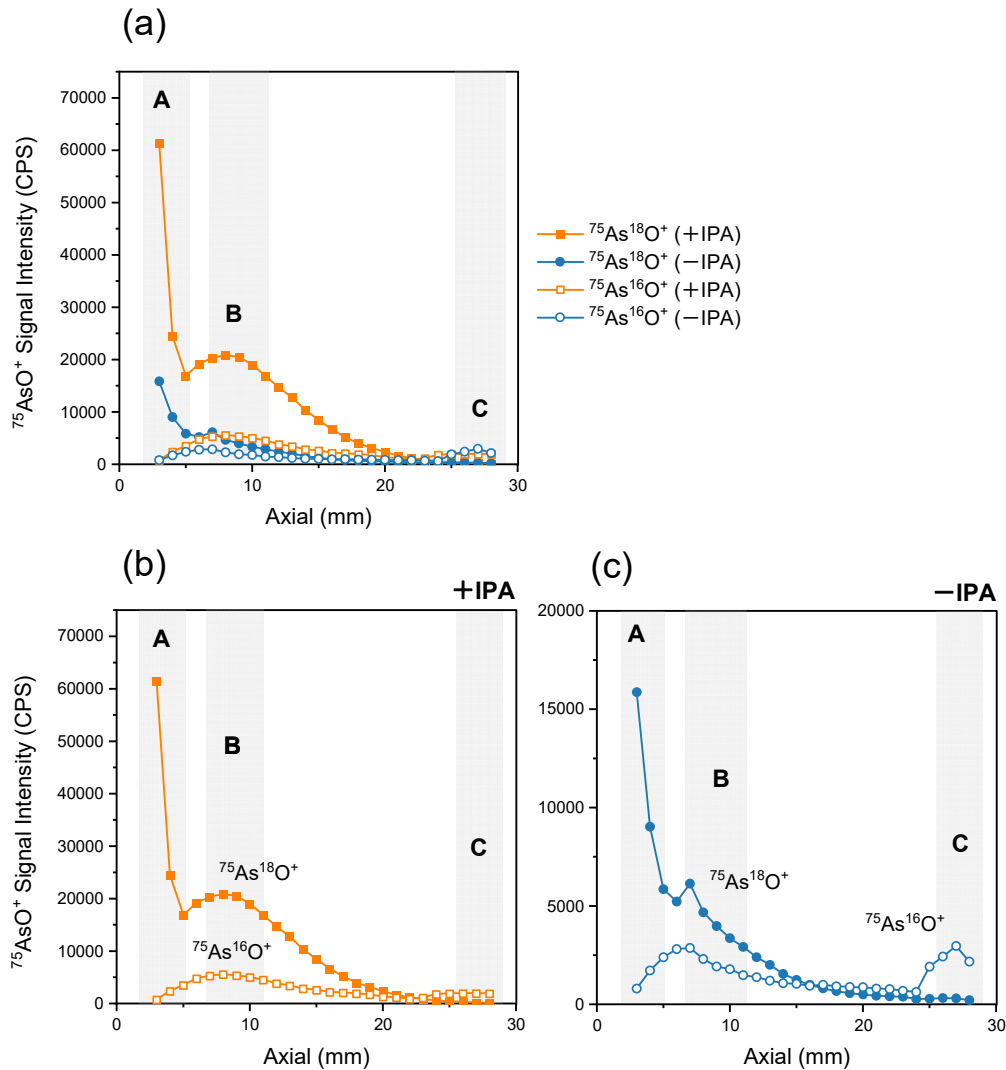 (a)
⁷⁵AsO⁺ Signal Intensity (CPS)
70000
60000
50000
40000
30000
20000
10000
0
A
B
C
0 10 20 30
Axial (mm)
⁷⁵As¹⁸O⁺ (+IPA)
⁷⁵As¹⁸O⁺ (−IPA)
⁷⁵As¹⁶O⁺ (+IPA)
⁷⁵As¹⁶O⁺ (−IPA)
(b)
+IPA
⁷⁵AsO⁺ Signal Intensity (CPS)
70000
60000
50000
40000
30000
20000
10000
0
A
B
C
⁷⁵As¹⁸O⁺
⁷⁵As¹⁶O⁺
0 10 20 30
Axial (mm)
(c)
−IPA
20000
15000
10000
5000
0
A
B
C
⁷⁵As¹⁸O⁺
⁷⁵As¹⁶O⁺
0 10 20 30
Axial (mm)